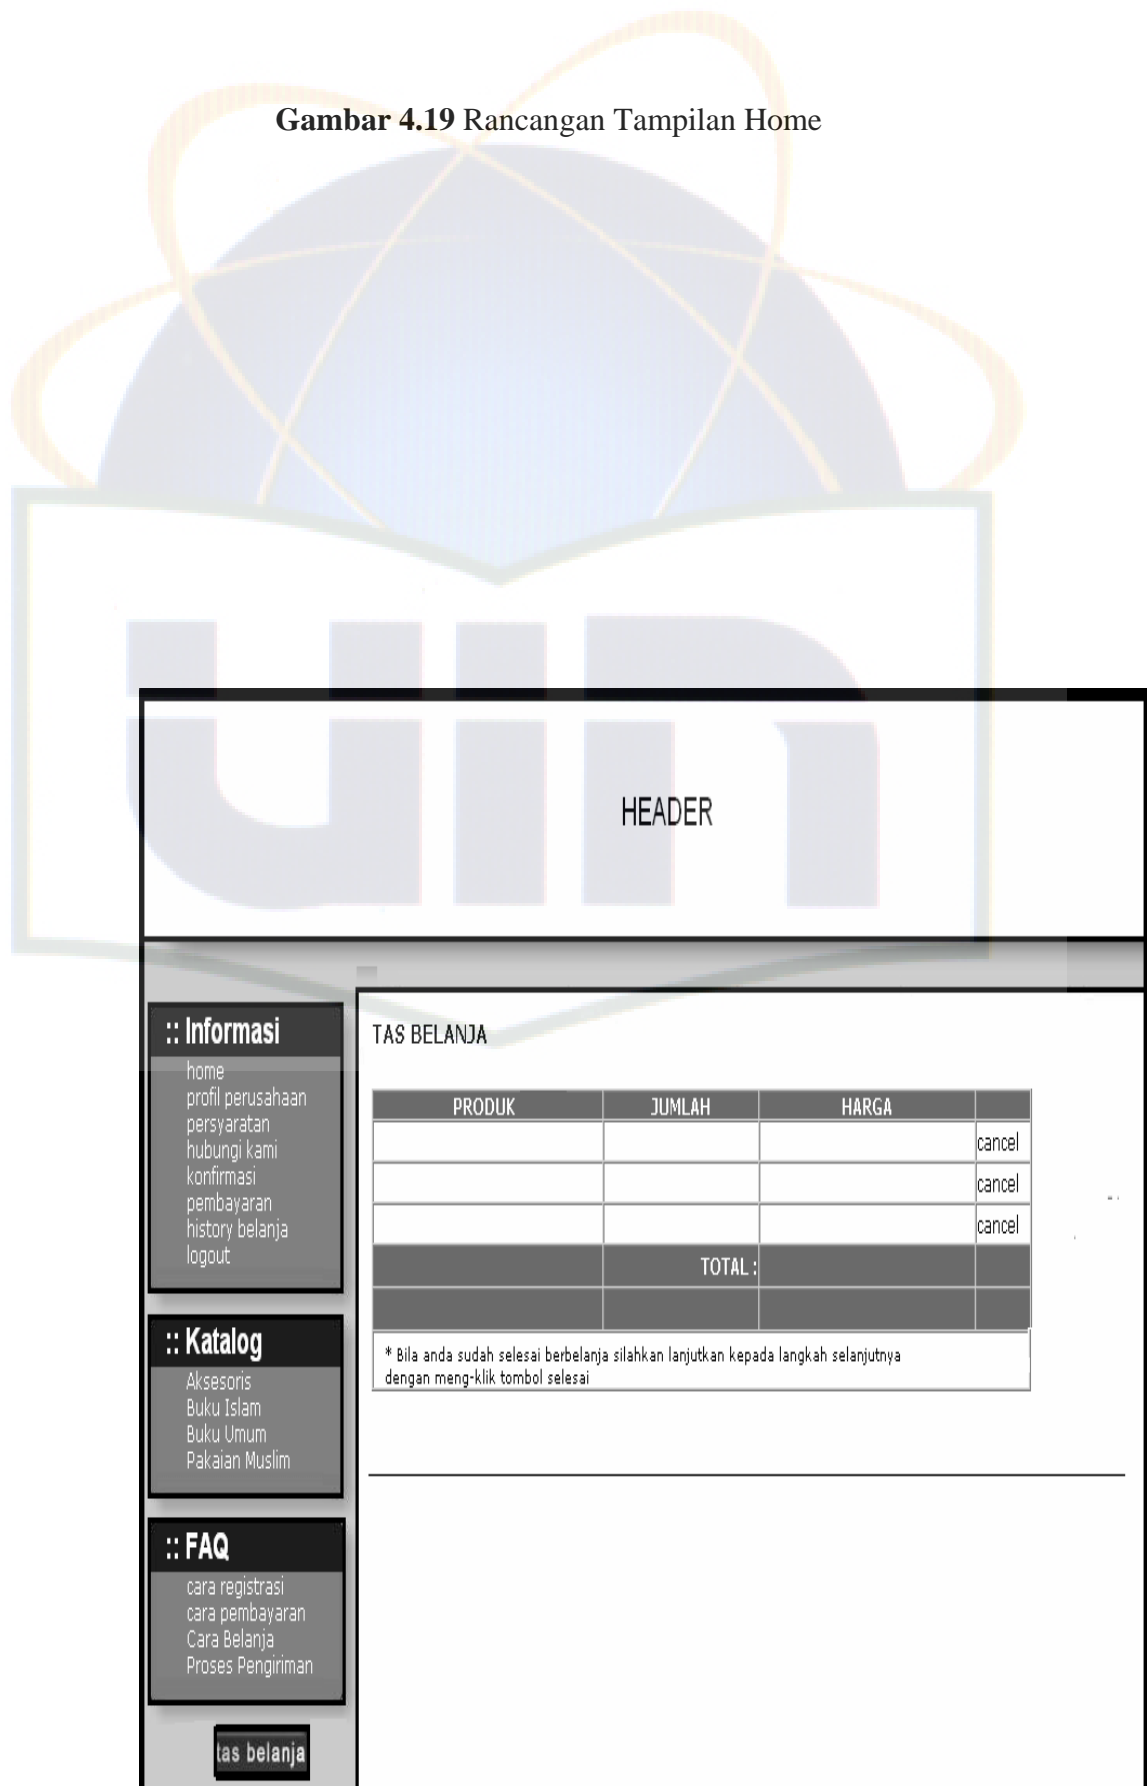 Gambar 4.19 Rancangan Tampilan Home
uin
HEADER
:: Informasi
home
profil perusahaan
persyaratan
hubungi kami
konfirmasi
pembayaran
history belanja
logout
:: Katalog
Aksesoris
Buku Islam
Buku Umum
Pakaian Muslim
:: FAQ
cara registrasi
cara pembayaran
Cara Belanja
Proses Pengiriman
tas belanja
TAS BELANJA
PRODUK JUMLAH HARGA
cancel
cancel
cancel
TOTAL :
* Bila anda sudah selesai berbelanja silahkan lanjutkan kepada langkah selanjutnya
dengan meng-klik tombol selesai